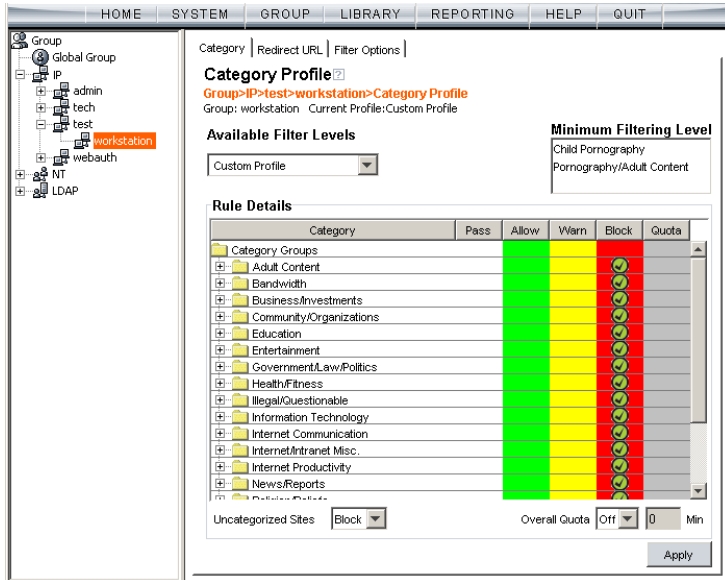 HOME SYSTEM GROUP LIBRARY REPORTING HELP QUIT
Group
Global Group
IP
admin
tech
test
workstation
webauth
NT
LDAP
Category Redirect URL Filter Options
Category Profile ?
Group>IP>test>workstation>Category Profile
Group: workstation Current Profile:Custom Profile
Available Filter Levels
Custom Profile
Minimum Filtering Level
Child Pornography
Pornography/Adult Content
Rule Details
Category Pass Allow Warn Block Quota
Category Groups
Adult Content
Bandwidth
Business/Investments
Community/Organizations
Education
Entertainment
Government/Law/Politics
Health/Fitness
Illegal/Questionable
Information Technology
Internet Communication
Internet/Intranet Misc.
Internet Productivity
News/Reports
Religion/Beliefs
Uncategorized Sites Block Overall Quota Off 0 Min
Apply